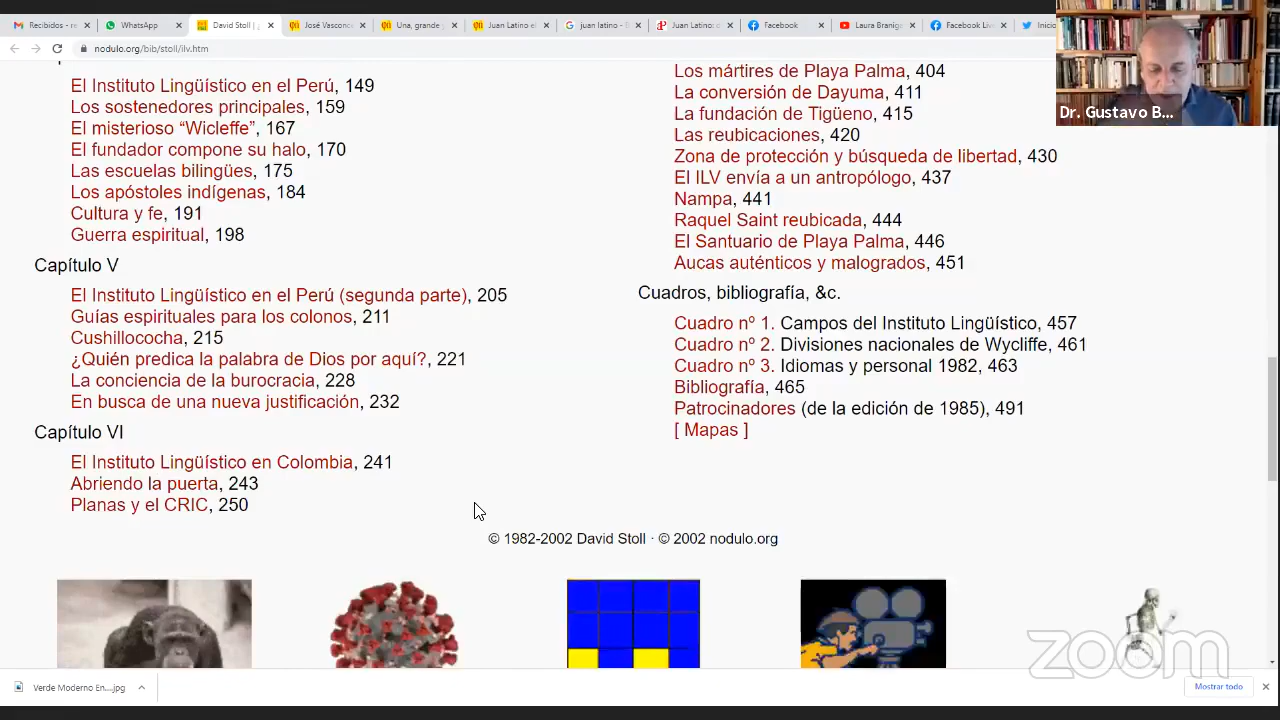 Recibidos - r
WhatsApp
David Stoll | g
José Vasconc
Una, grande
Juan Latino el
juan latino - B
Juan Latino: d
Facebook
Laura Branig
Facebook Liv
Inicio
nodulo.org/bib/stoll/ilv.htm
El Instituto Lingüístico en el Perú, 149
Los sostenedores principales, 159
El misterioso “Wicleffe”, 167
El fundador compone su halo, 170
Las escuelas bilingües, 175
Los apóstoles indígenas, 184
Cultura y fe, 191
Guerra espiritual, 198
Capítulo V
El Instituto Lingüístico en el Perú (segunda parte), 205
Guías espirituales para los colonos, 211
Cushillococha, 215
¿Quién predica la palabra de Dios por aquí?, 221
La conciencia de la burocracia, 228
En busca de una nueva justificación, 232
Capítulo VI
El Instituto Lingüístico en Colombia, 241
Abriendo la puerta, 243
Planas y el CRIC, 250
Los mártires de Playa Palma, 404
La conversión de Dayuma, 411
La fundación de Tigüeno, 415
Las reubicaciones, 420
Zona de protección y búsqueda de libertad, 430
El ILV envía a un antropólogo, 437
Nampa, 441
Raquel Saint reubicada, 444
El Santuario de Playa Palma, 446
Aucas auténticos y malogrados, 451
Cuadros, bibliografía, &c.
Cuadro nº 1. Campos del Instituto Lingüístico, 457
Cuadro nº 2. Divisiones nacionales de Wycliffe, 461
Cuadro nº 3. Idiomas y personal 1982, 463
Bibliografía, 465
Patrocinadores (de la edición de 1985), 491
[ Mapas ]
© 1982-2002 David Stoll · © 2002 nodulo.org
Dr. Gustavo B...
zoom
Verde Moderno En....jpg
Mostrar todo